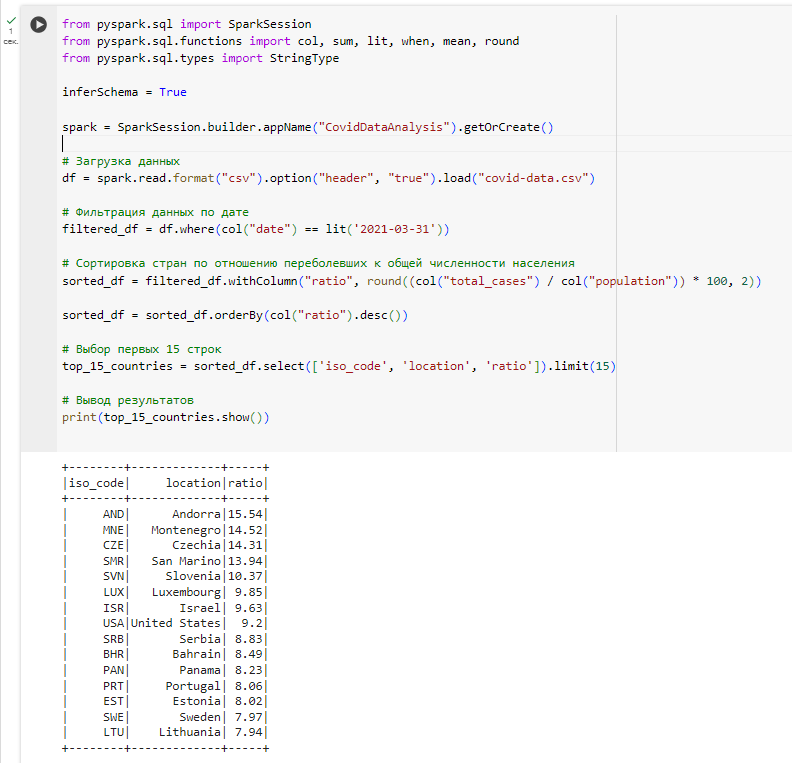 1
сек.
from pyspark.sql import SparkSession
from pyspark.sql.functions import col, sum, lit, when, mean, round
from pyspark.sql.types import StringType
inferSchema = True
spark = SparkSession.builder.appName("CovidDataAnalysis").getOrCreate()
# Загрузка данных
df = spark.read.format("csv").option("header", "true").load("covid-data.csv")
# Фильтрация данных по дате
filtered_df = df.where(col("date") == lit('2021-03-31'))
# Сортировка стран по отношению переболевших к общей численности населения
sorted_df = filtered_df.withColumn("ratio", round((col("total_cases") / col("population")) * 100, 2))
sorted_df = sorted_df.orderBy(col("ratio").desc())
# Выбор первых 15 строк
top_15_countries = sorted_df.select(['iso_code', 'location', 'ratio']).limit(15)
# Вывод результатов
print(top_15_countries.show())
+--------+-------------+-----+
|iso_code|     location|ratio|
+--------+-------------+-----+
|     AND|      Andorra|15.54|
|     MNE|   Montenegro|14.52|
|     CZE|      Czechia|14.31|
|     SMR|   San Marino|13.94|
|     SVN|     Slovenia|10.37|
|     LUX|   Luxembourg| 9.85|
|     ISR|       Israel| 9.63|
|     USA|United States|  9.2|
|     SRB|       Serbia| 8.83|
|     BHR|      Bahrain| 8.49|
|     PAN|       Panama| 8.23|
|     PRT|     Portugal| 8.06|
|     EST|      Estonia| 8.02|
|     SWE|       Sweden| 7.97|
|     LTU|    Lithuania| 7.94|
+--------+-------------+-----+